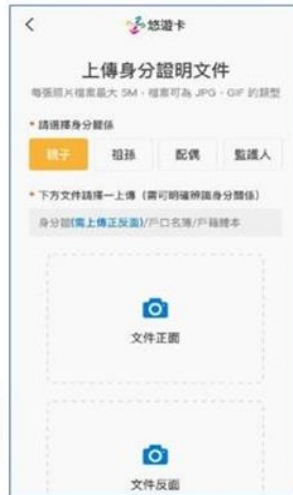 悠遊卡
上傳身分證明文件
每張照片檔案最大 5M，檔案可為 JPG、GIF 的類型
* 請選擇身分關係
親子 祖孫 配偶 監護人
* 下方文件請擇一上傳（需可明確辨識身分關係）
身分證(需上傳正反面)/戶口名簿/戶籍謄本
文件正面
文件反面